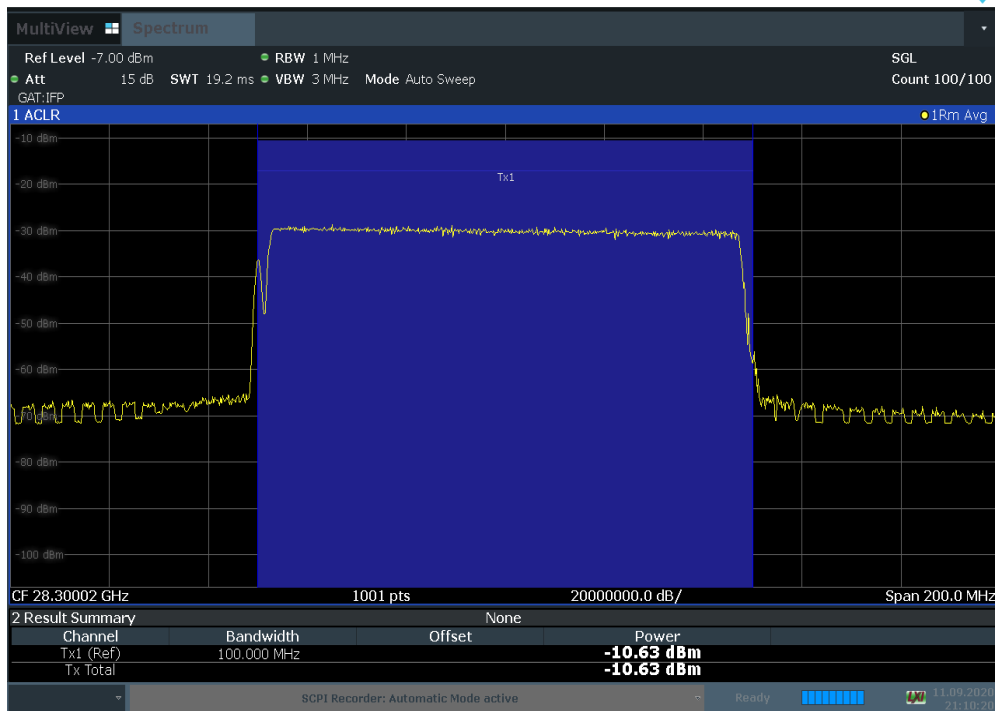 MultiView Spectrum
Ref Level -7.00 dBm RBW 1 MHz SGL
Att 15 dB SWT 19.2 ms VBW 3 MHz Mode Auto Sweep Count 100/100
GAT:IFP
1 ACLR 1Rm Avg
-10 dBm
Tx1
-20 dBm
-30 dBm
-40 dBm
-50 dBm
-60 dBm
-70 dBm
-80 dBm
-90 dBm
-100 dBm
CF 28.30002 GHz 1001 pts 20000000.0 dB/ Span 200.0 MHz
2 Result Summary None
Channel Bandwidth Offset Power
Tx1 (Ref) 100.000 MHz -10.63 dBm
Tx Total -10.63 dBm
SCPI Recorder: Automatic Mode active Ready LXI 11.09.2020
21:10:20